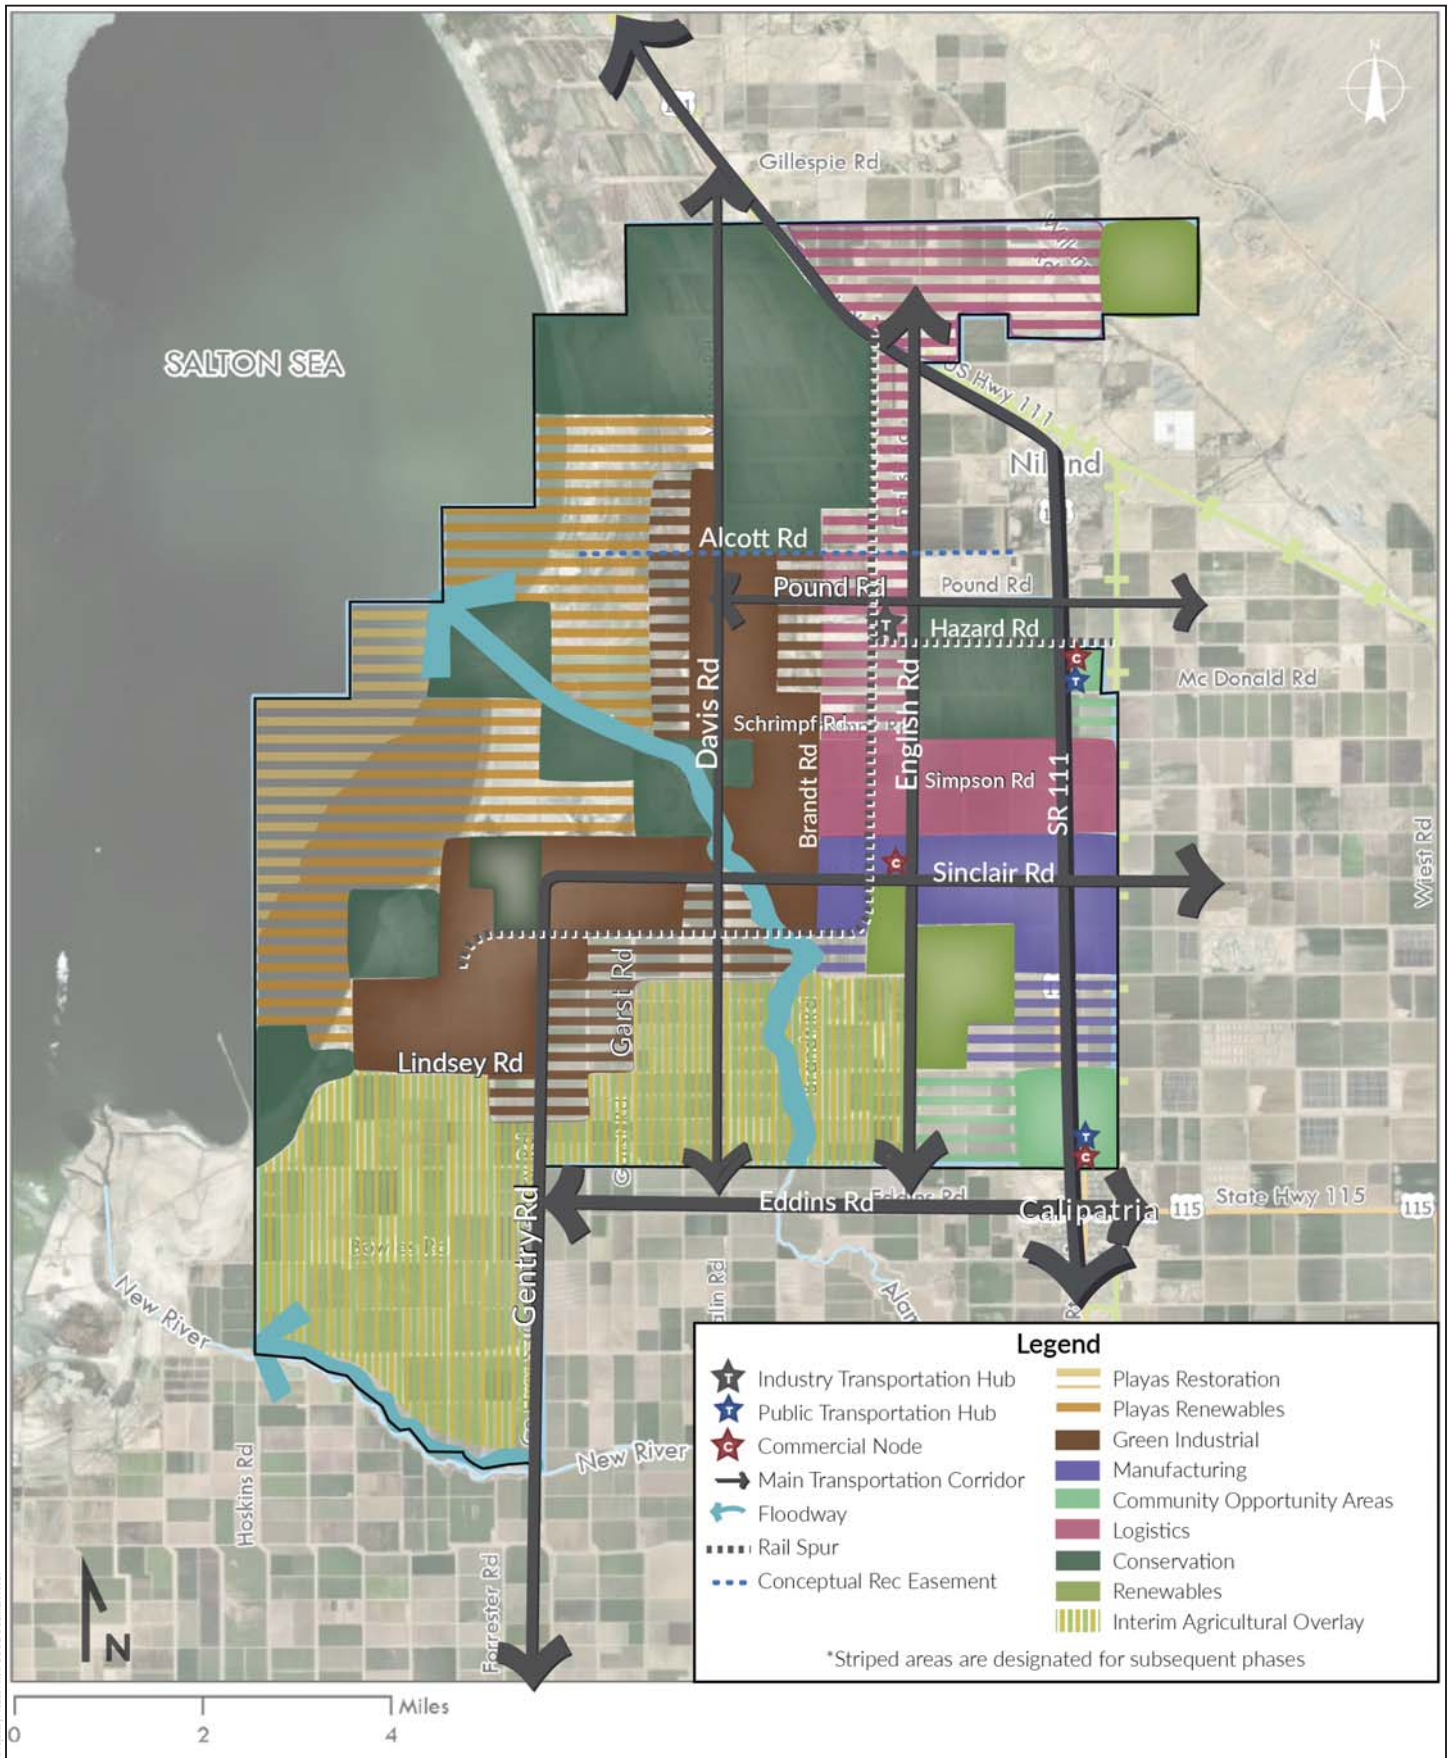 N
Gillespie Rd
SALTON SEA
US Hwy 111
Niland
Alcott Rd
Pound Rd
Pound Rd
T
Hazard Rd
C
T
Mc Donald Rd
Davis Rd
English Rd
Schrimpf Rd
SR 111
Simpson Rd
Brandt Rd
Wiest Rd
C
Sinclair Rd
Garst Rd
Lindsey Rd
T
C
Gentry Rd
Eddins Rd
Eddins Rd
Calipatria
115
State Hwy 115
115
Bowles Rd
New River
New River
Hoskins Rd
Forrester Rd
N
Miles
0
2
4
Legend
T Industry Transportation Hub
T Public Transportation Hub
C Commercial Node
Main Transportation Corridor
Floodway
Rail Spur
Conceptual Rec Easement
Playas Restoration
Playas Renewables
Green Industrial
Manufacturing
Community Opportunity Areas
Logistics
Conservation
Renewables
Interim Agricultural Overlay
*Striped areas are designated for subsequent phases